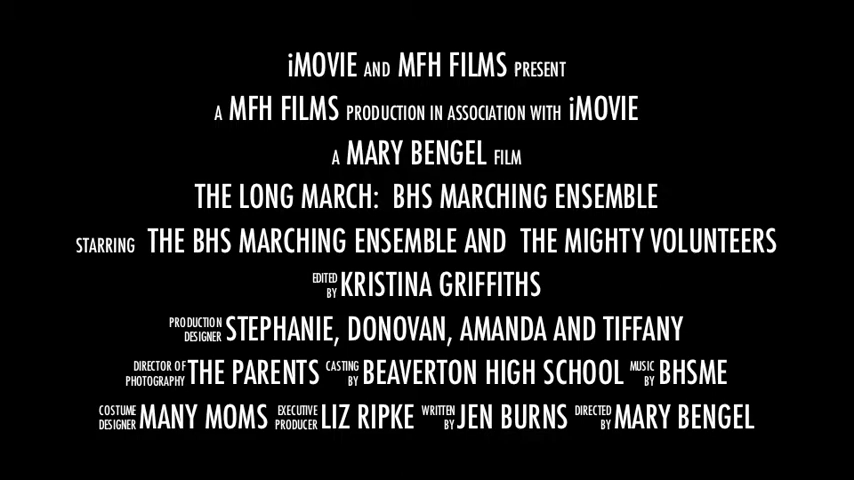 iMOVIE AND MFH FILMS PRESENT
A MFH FILMS PRODUCTION IN ASSOCIATION WITH iMOVIE
A MARY BENGEL FILM
THE LONG MARCH: BHS MARCHING ENSEMBLE
STARRING THE BHS MARCHING ENSEMBLE AND THE MIGHTY VOLUNTEERS
EDITED BY KRISTINA GRIFFITHS
PRODUCTION DESIGNER STEPHANIE, DONOVAN, AMANDA AND TIFFANY
DIRECTOR OF PHOTOGRAPHY THE PARENTS CASTING BY BEAVERTON HIGH SCHOOL MUSIC BY BHSME
COSTUME DESIGNER MANY MOMS EXECUTIVE PRODUCER LIZ RIPKE WRITTEN BY JEN BURNS DIRECTED BY MARY BENGEL